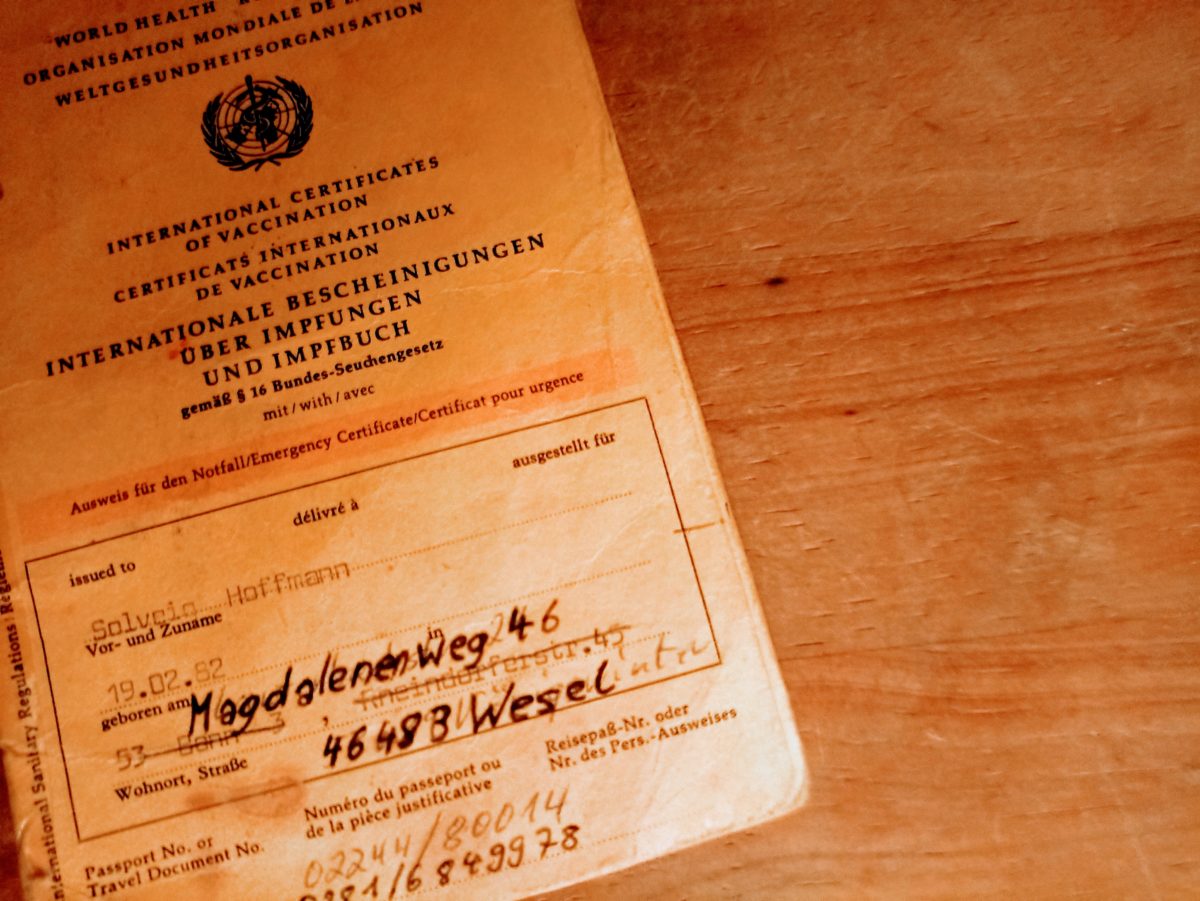 WORLD HEALTH
ORGANISATION MONDIALE DE
WELTGESUNDHEITSORGANISATION
INTERNATIONAL CERTIFICATES
OF VACCINATION
CERTIFICATS INTERNATIONAUX
DE VACCINATION
INTERNATIONALE BESCHEINIGUNGEN
ÜBER IMPFUNGEN
UND IMPFBUCH
gemäß § 16 Bundes-Seuchengesetz
mit / with / avec
Ausweis für den Notfall/Emergency Certificate/Certificat pour urgence
issued to délivré à ausgestellt für
Solveig Hoffmann
Vor- und Zuname
19.02.62 in
Magdalenenweg 46
geboren am
53 Bonn 3, Rheindorferstr.45
46483 Wesel
Wohnort, Straße
Passport No. or
Travel Document No.
Numéro du passeport ou
de la pièce justificative
Reisepaß-Nr. oder
Nr. des Pers.-Ausweises
02244/80014
0281/6849978
International Sanitary Regulations